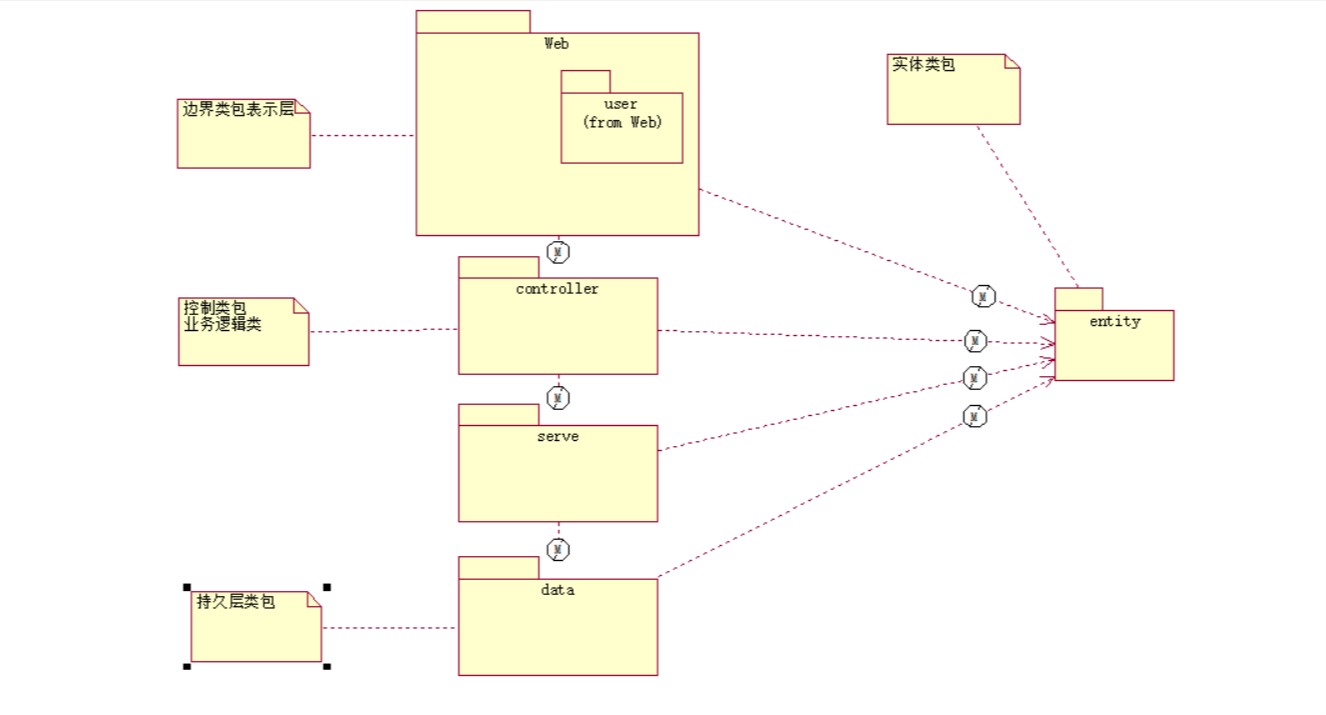 Web
实体类包
边界类包表示层
user
(from Web)
M
controller
M
控制类包
业务逻辑类
entity
M
M
M
serve
M
M
data
持久层类包